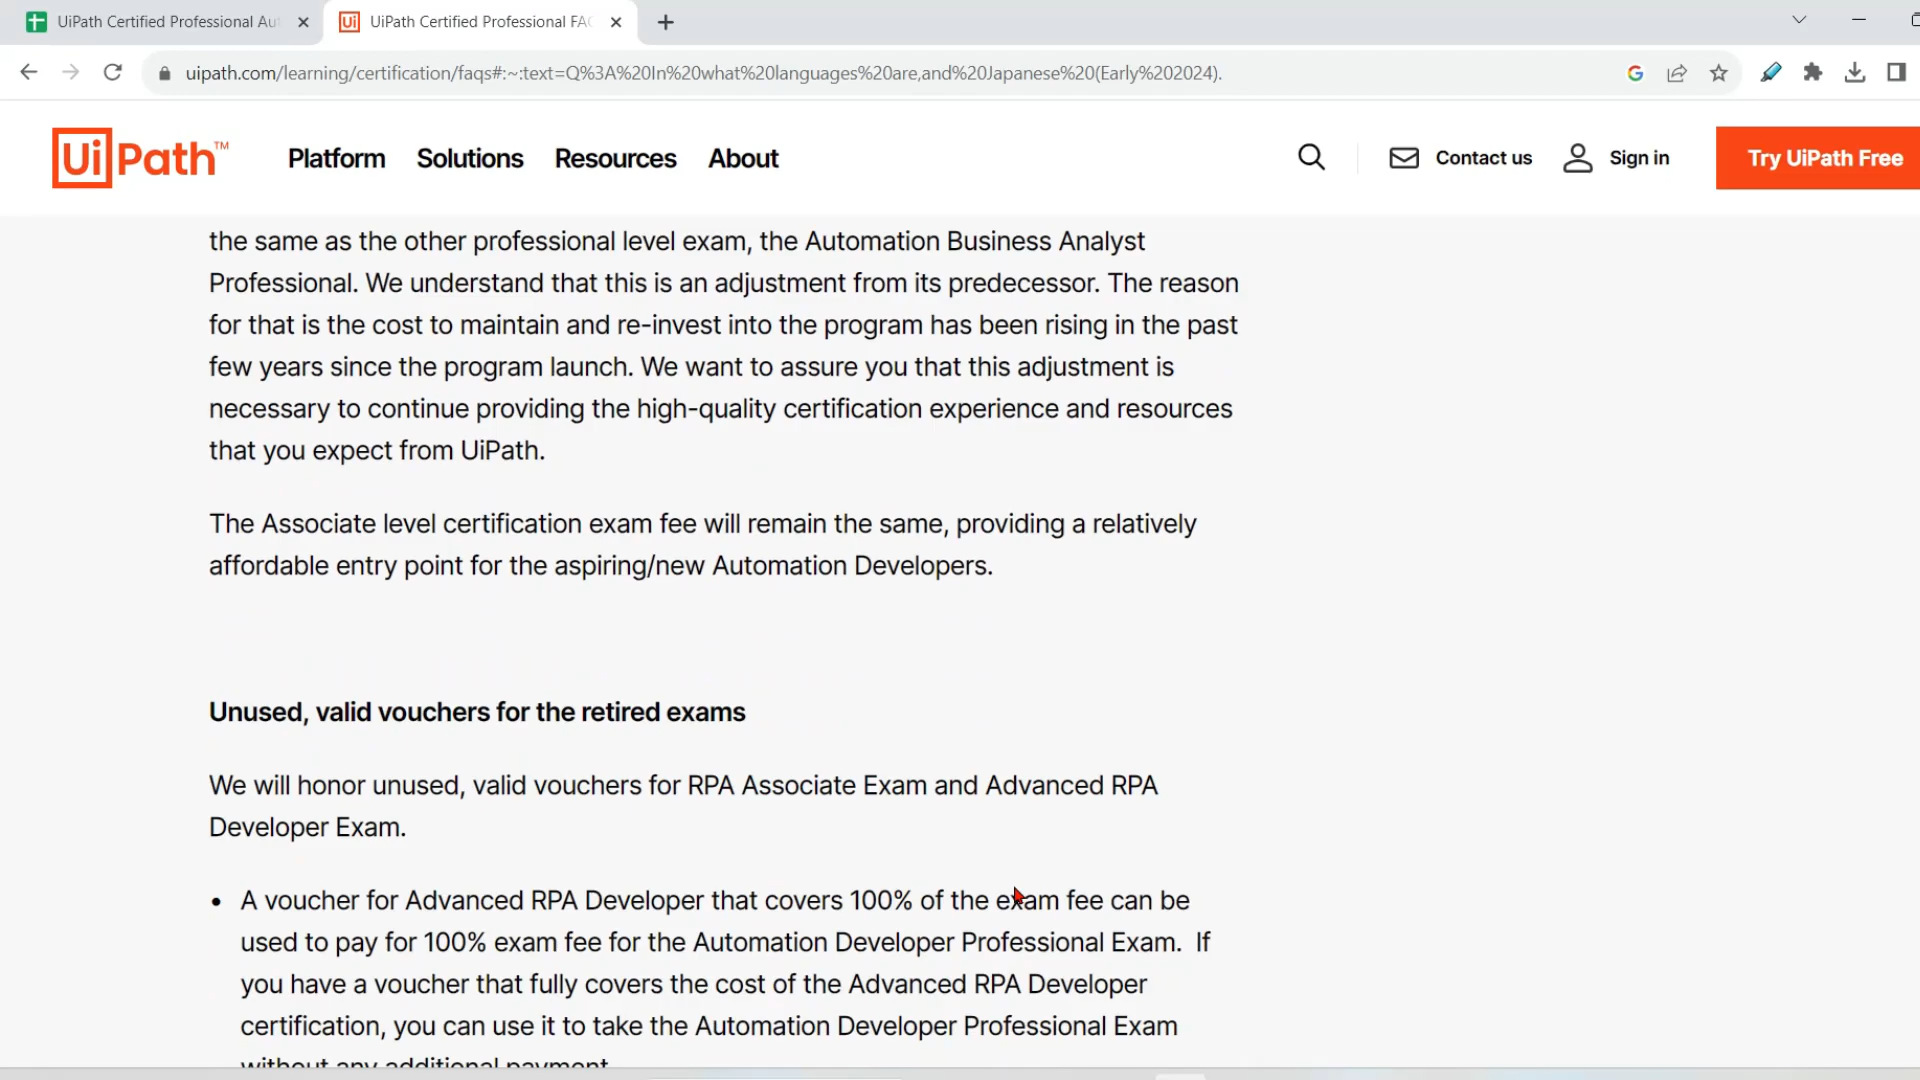 UiPath Certified Professional Au
UiPath Certified Professional FAC
uipath.com/learning/certification/faqs#:~:text=Q%3A%20In%20what%20languages%20are,and%20Japanese%20(Early%202024).
UiPath™
Platform
Solutions
Resources
About
Contact us
Sign in
Try UiPath Free
the same as the other professional level exam, the Automation Business Analyst
Professional. We understand that this is an adjustment from its predecessor. The reason
for that is the cost to maintain and re-invest into the program has been rising in the past
few years since the program launch. We want to assure you that this adjustment is
necessary to continue providing the high-quality certification experience and resources
that you expect from UiPath.
The Associate level certification exam fee will remain the same, providing a relatively
affordable entry point for the aspiring/new Automation Developers.
Unused, valid vouchers for the retired exams
We will honor unused, valid vouchers for RPA Associate Exam and Advanced RPA
Developer Exam.
• A voucher for Advanced RPA Developer that covers 100% of the exam fee can be
used to pay for 100% exam fee for the Automation Developer Professional Exam. If
you have a voucher that fully covers the cost of the Advanced RPA Developer
certification, you can use it to take the Automation Developer Professional Exam
without any additional payment.